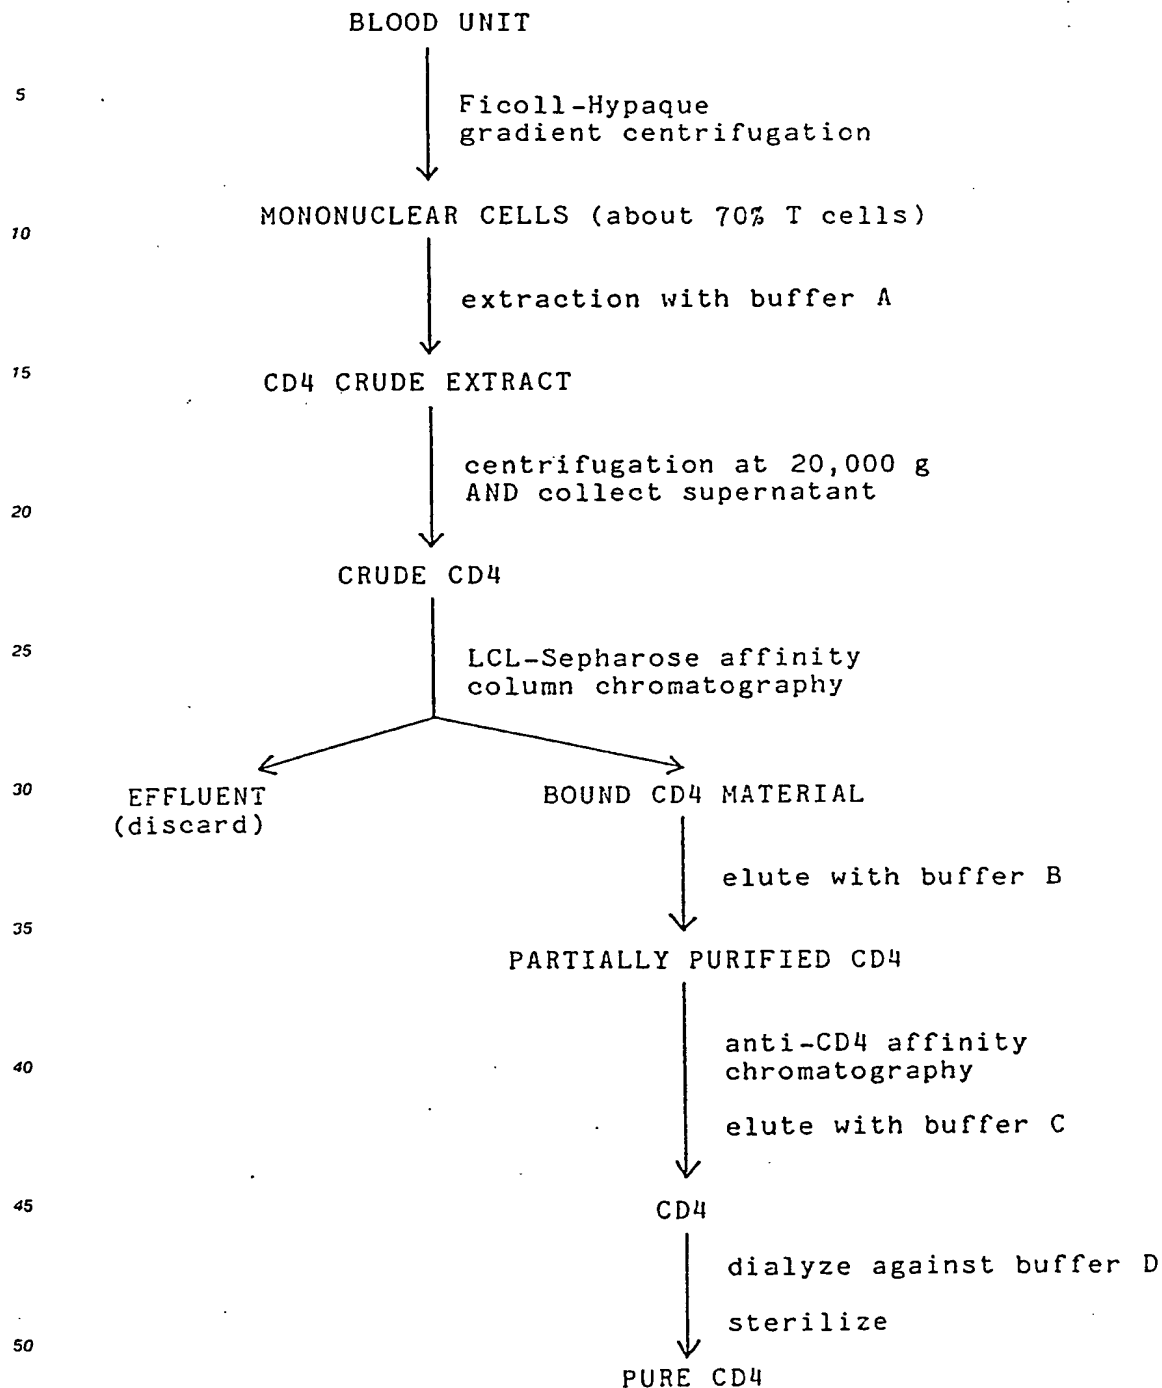 BLOOD UNIT
5
Ficoll-Hypaque
gradient centrifugation
MONONUCLEAR CELLS (about 70% T cells)
10
extraction with buffer A
15
CD4 CRUDE EXTRACT
centrifugation at 20,000 g
AND collect supernatant
20
CRUDE CD4
25
LCL-Sepharose affinity
column chromatography
30
EFFLUENT
(discard)
BOUND CD4 MATERIAL
elute with buffer B
35
PARTIALLY PURIFIED CD4
anti-CD4 affinity
chromatography
40
elute with buffer C
45
CD4
dialyze against buffer D
sterilize
50
PURE CD4